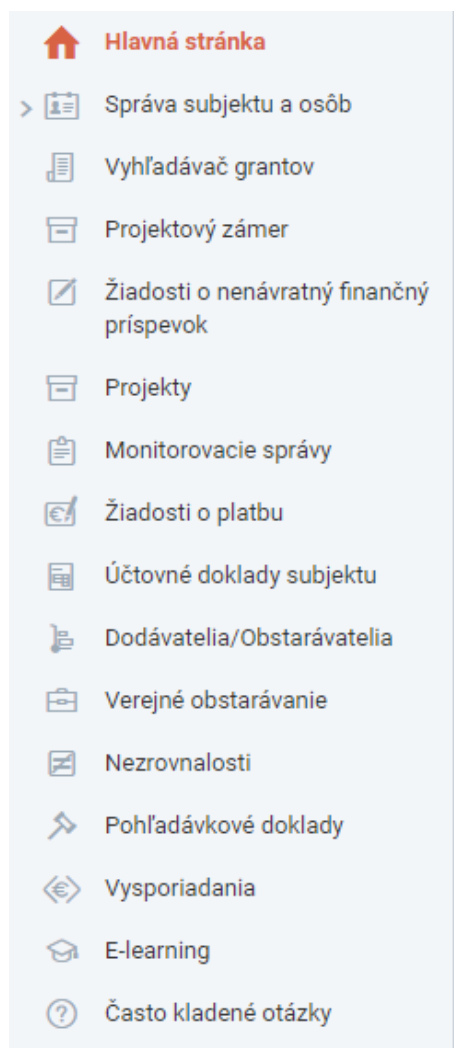 Hlavná stránka
Správa subjektu a osôb
Vyhľadávač grantov
Projektový zámer
Žiadosti o nenávratný finančný
príspevok
Projekty
Monitorovacie správy
Žiadosti o platbu
Účtovné doklady subjektu
Dodávatelia/Obstarávatelia
Verejné obstarávanie
Nezrovnalosti
Pohľadávkové doklady
Vysporiadania
E-learning
Často kladené otázky